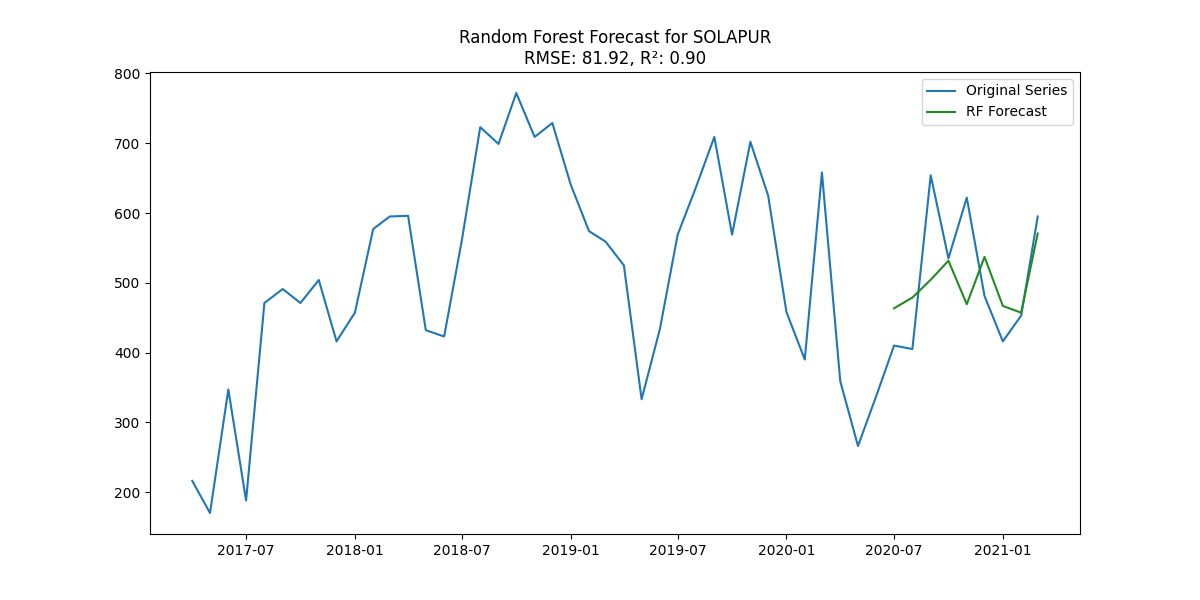 Random Forest Forecast for SOLAPUR
RMSE: 81.92, R²: 0.90
Original Series
RF Forecast
800
700
600
500
400
300
200
2017-07 2018-01 2018-07 2019-01 2019-07 2020-01 2020-07 2021-01